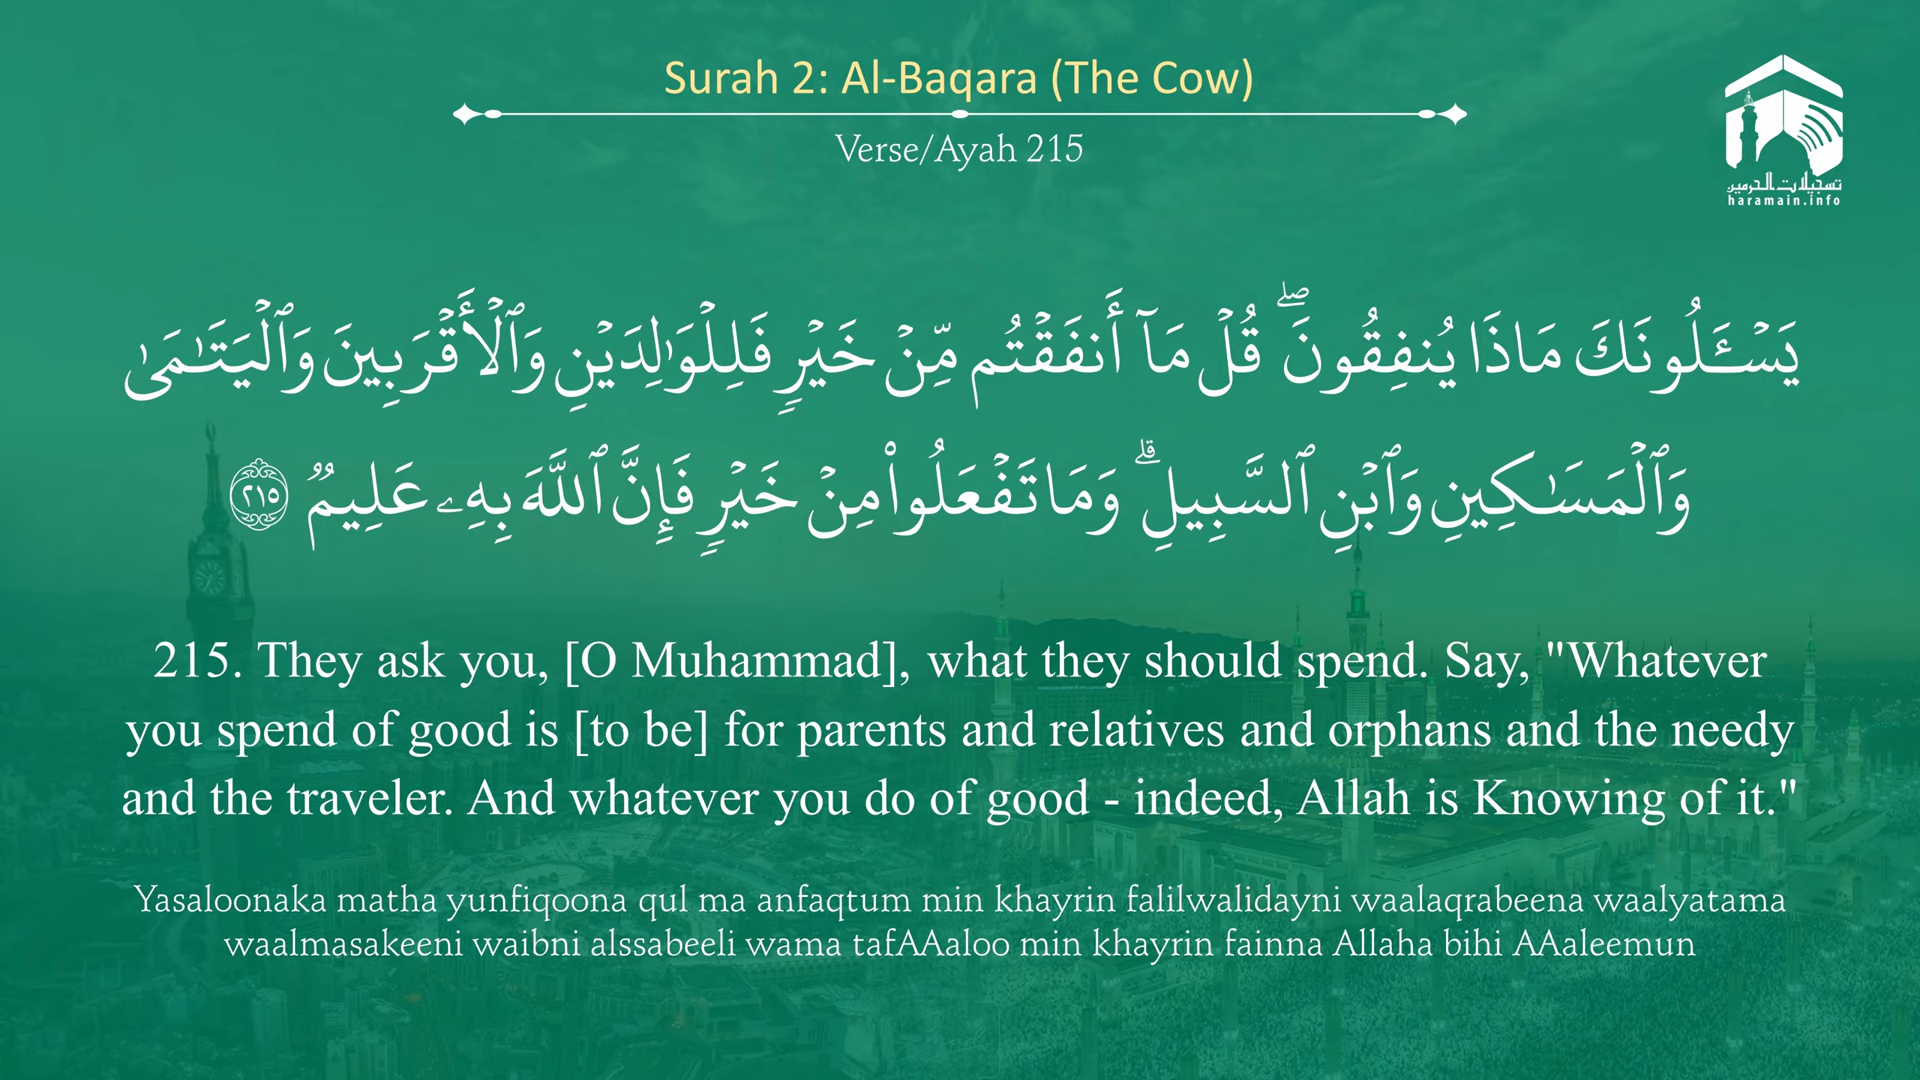 Surah 2: Al-Baqara (The Cow)
Verse/Ayah 215
تسجيلات الحرمين
haramain.info
يَسۡـَٔلُونَكَ مَاذَا يُنفِقُونَۖ قُلۡ مَآ أَنفَقۡتُم مِّنۡ خَيۡرٖ فَلِلۡوَٰلِدَيۡنِ وَٱلۡأَقۡرَبِينَ وَٱلۡيَتَٰمَىٰ
وَٱلۡمَسَٰكِينِ وَٱبۡنِ ٱلسَّبِيلِۗ وَمَا تَفۡعَلُواْ مِنۡ خَيۡرٖ فَإِنَّ ٱللَّهَ بِهِۦ عَلِيمٞ ٢١٥
215. They ask you, [O Muhammad], what they should spend. Say, "Whatever
you spend of good is [to be] for parents and relatives and orphans and the needy
and the traveler. And whatever you do of good - indeed, Allah is Knowing of it."
Yasaloonaka matha yunfiqoona qul ma anfaqtum min khayrin falilwalidayni waalaqrabeena waalyatama
waalmasakeeni waibni alssabeeli wama tafAAaloo min khayrin fainna Allaha bihi AAaleemun